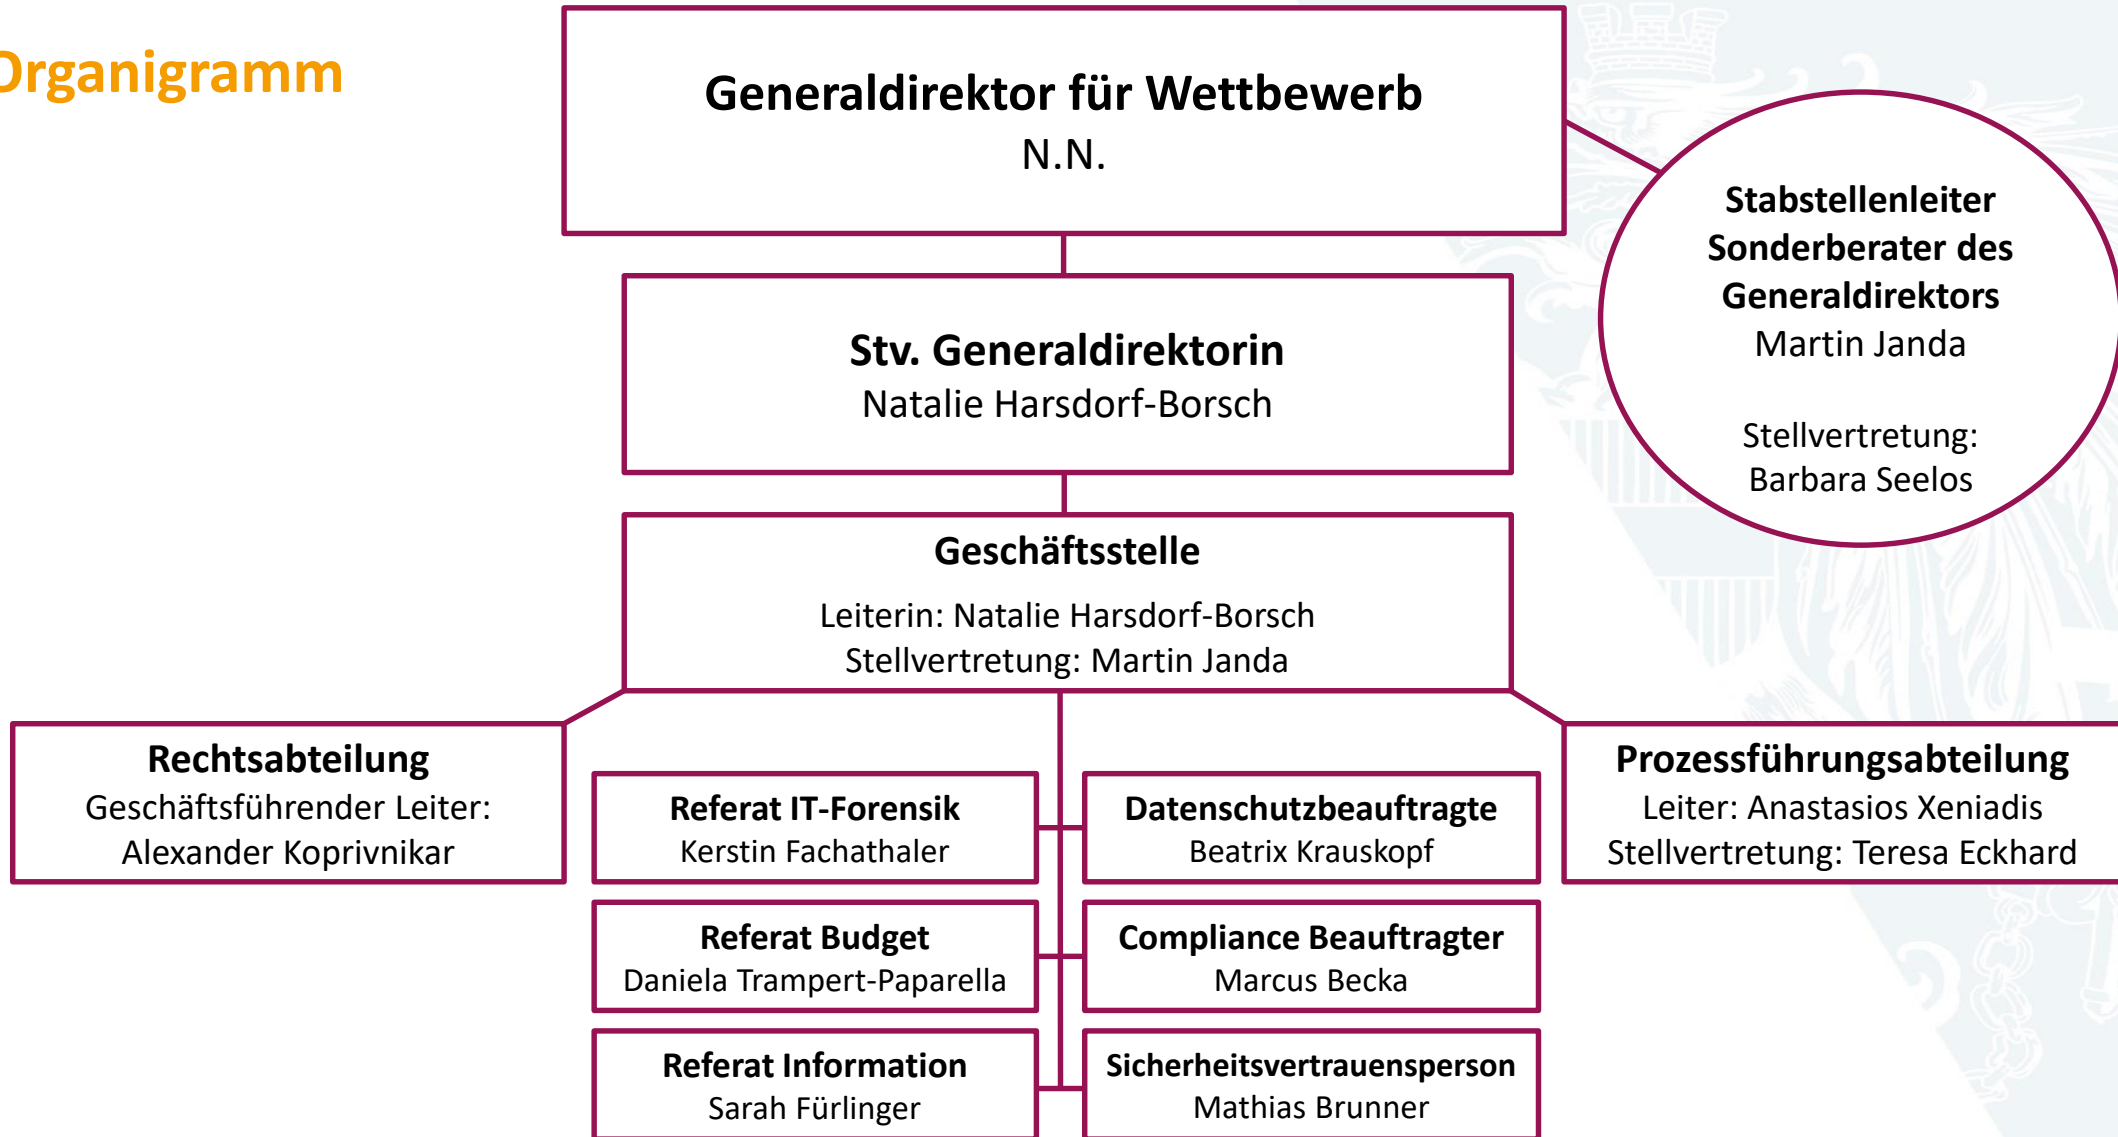 Organigramm
Generaldirektor für Wettbewerb
N.N.
Stabstellenleiter
Sonderberater des
Generaldirektors
Martin Janda
Stellvertretung:
Barbara Seelos
Stv. Generaldirektorin
Natalie Harsdorf-Borsch
Geschäftsstelle
Leiterin: Natalie Harsdorf-Borsch
Stellvertretung: Martin Janda
Rechtsabteilung
Geschäftsführender Leiter:
Alexander Koprivnikar
Referat IT-Forensik
Kerstin Fachathaler
Datenschutzbeauftragte
Beatrix Krauskopf
Prozessführungsabteilung
Leiter: Anastasios Xeniadis
Stellvertretung: Teresa Eckhard
Referat Budget
Daniela Trampert-Paparella
Compliance Beauftragter
Marcus Becka
Referat Information
Sarah Fürlinger
Sicherheitsvertrauensperson
Mathias Brunner